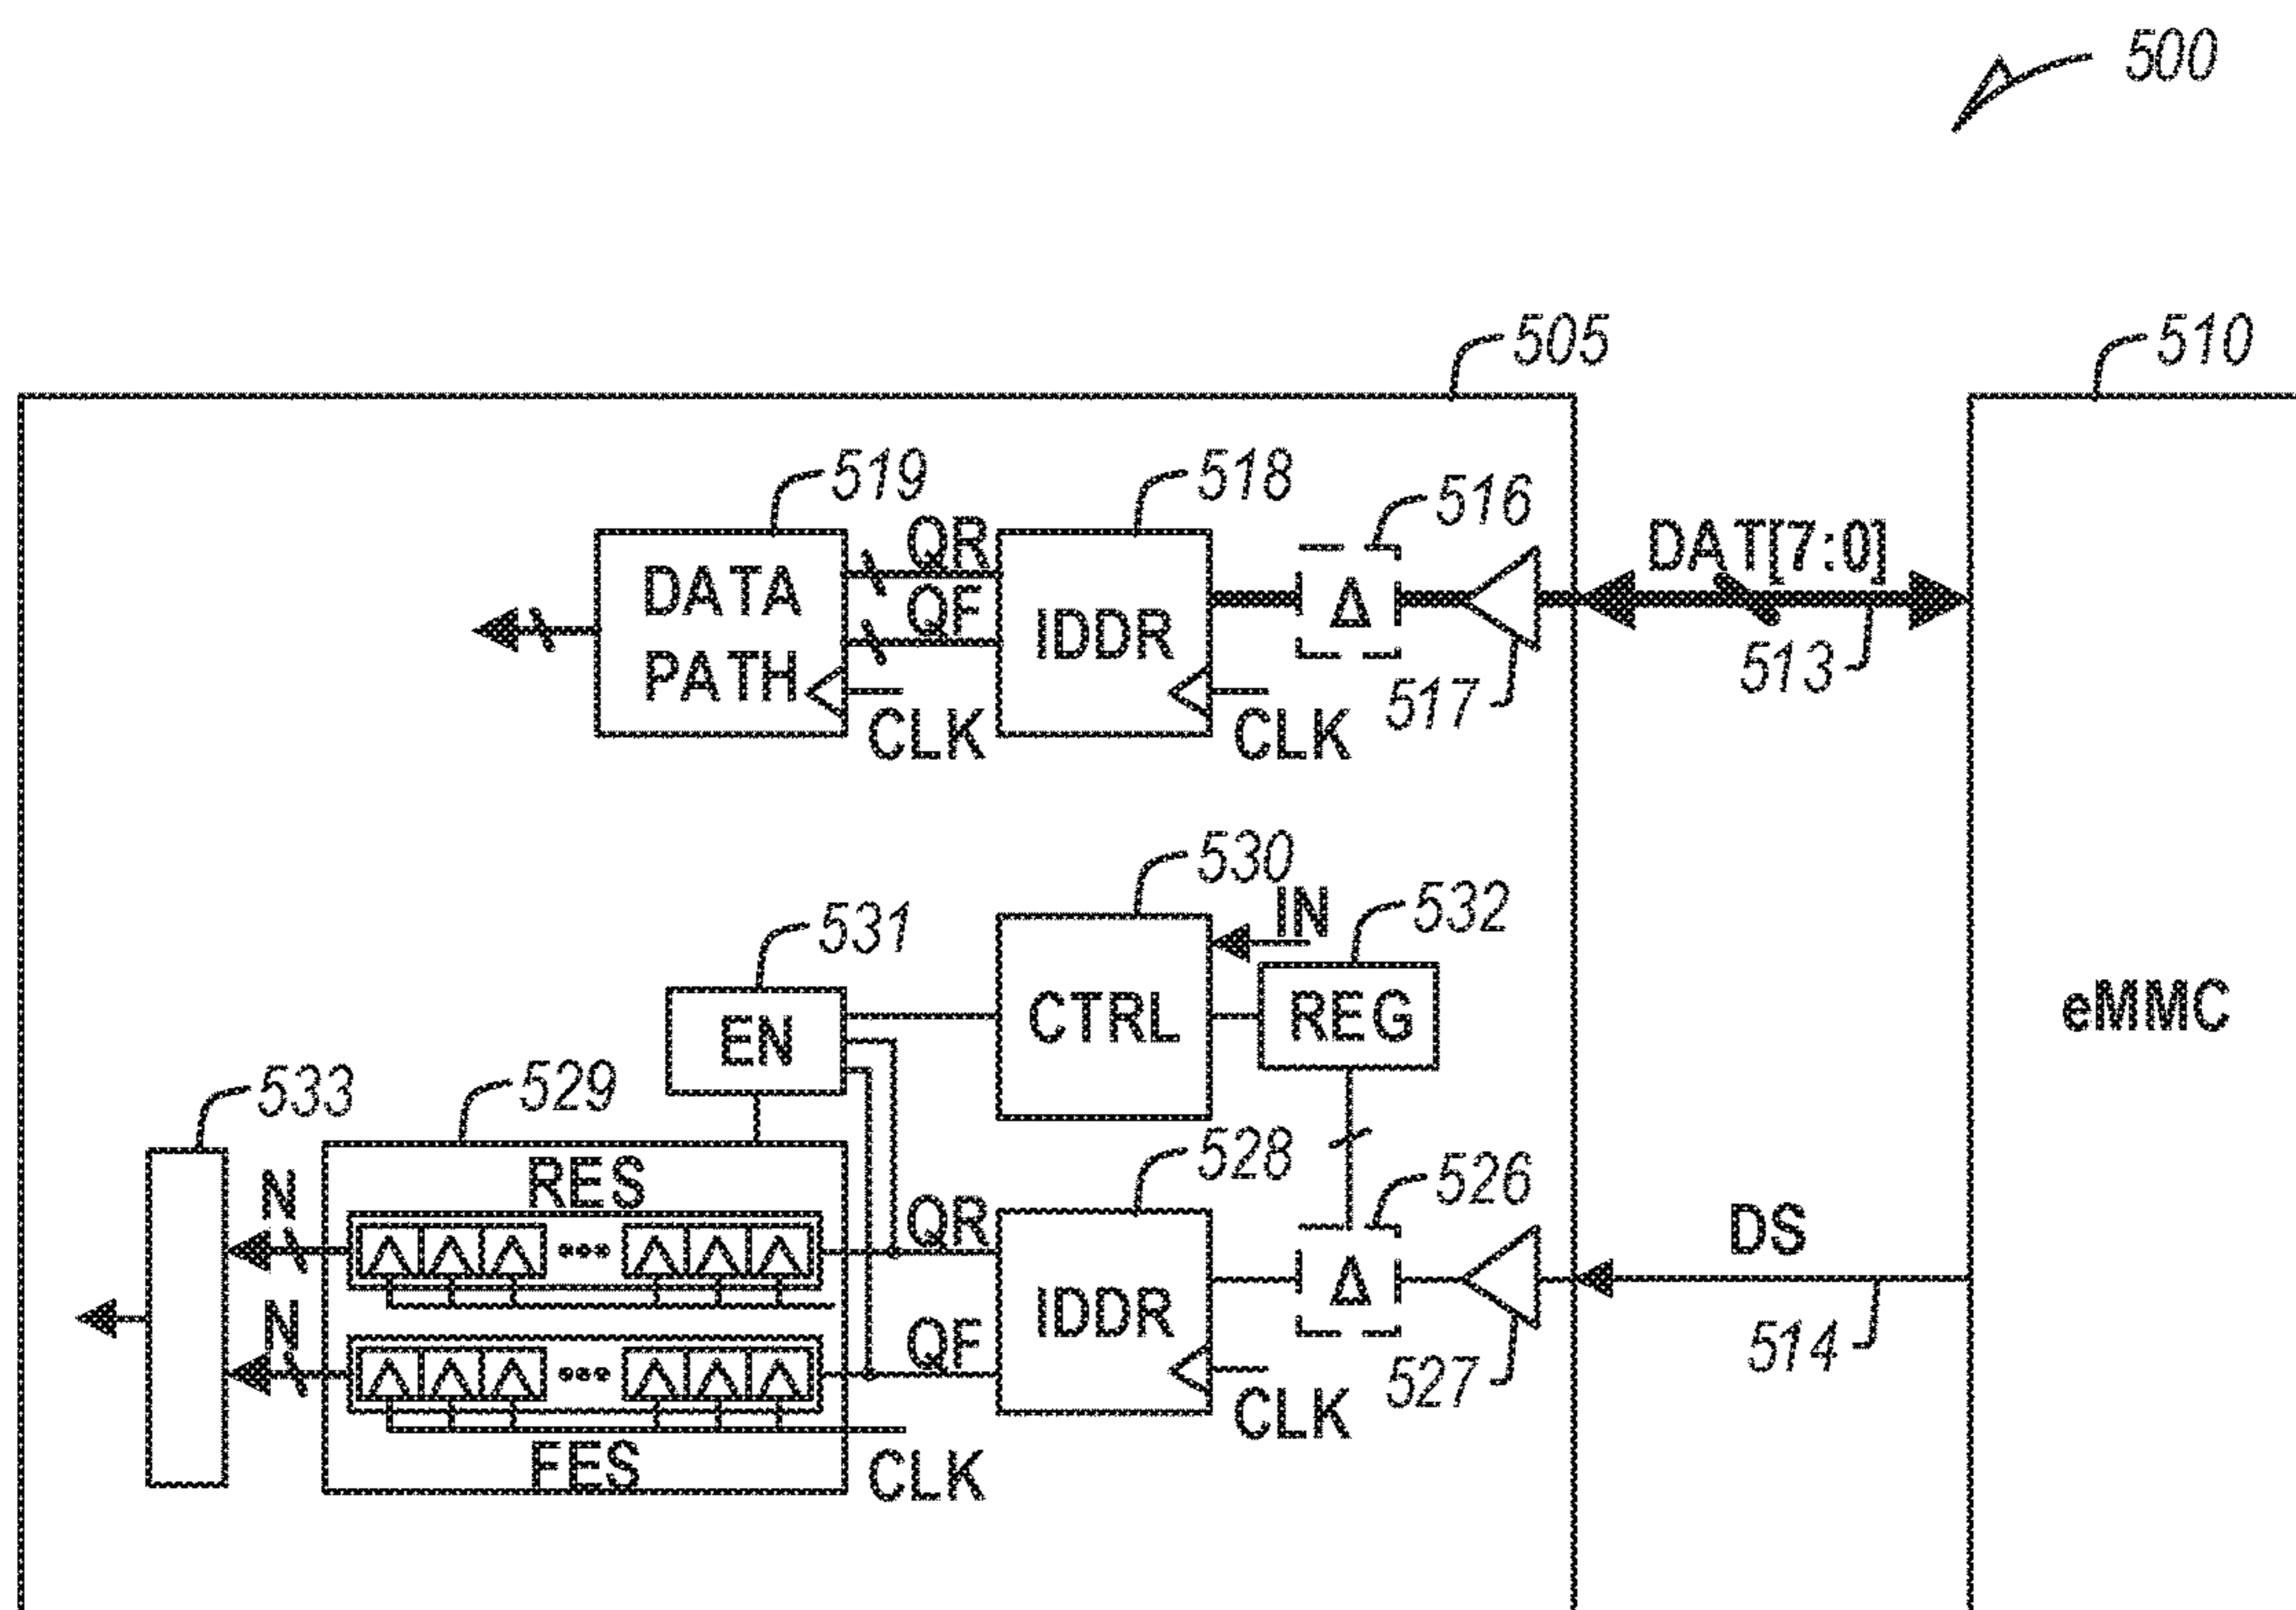 500
505
510
519
518
516
DAT[7:0]
QR
QF
DATA
PATH
IDDR
Δ
513
517
CLK
CLK
530
IN
532
531
EN
CTRL
REG
eMMC
533
529
528
526
N
RES
QR
DS
IDDR
Δ
N
QF
514
527
CLK
FES
CLK